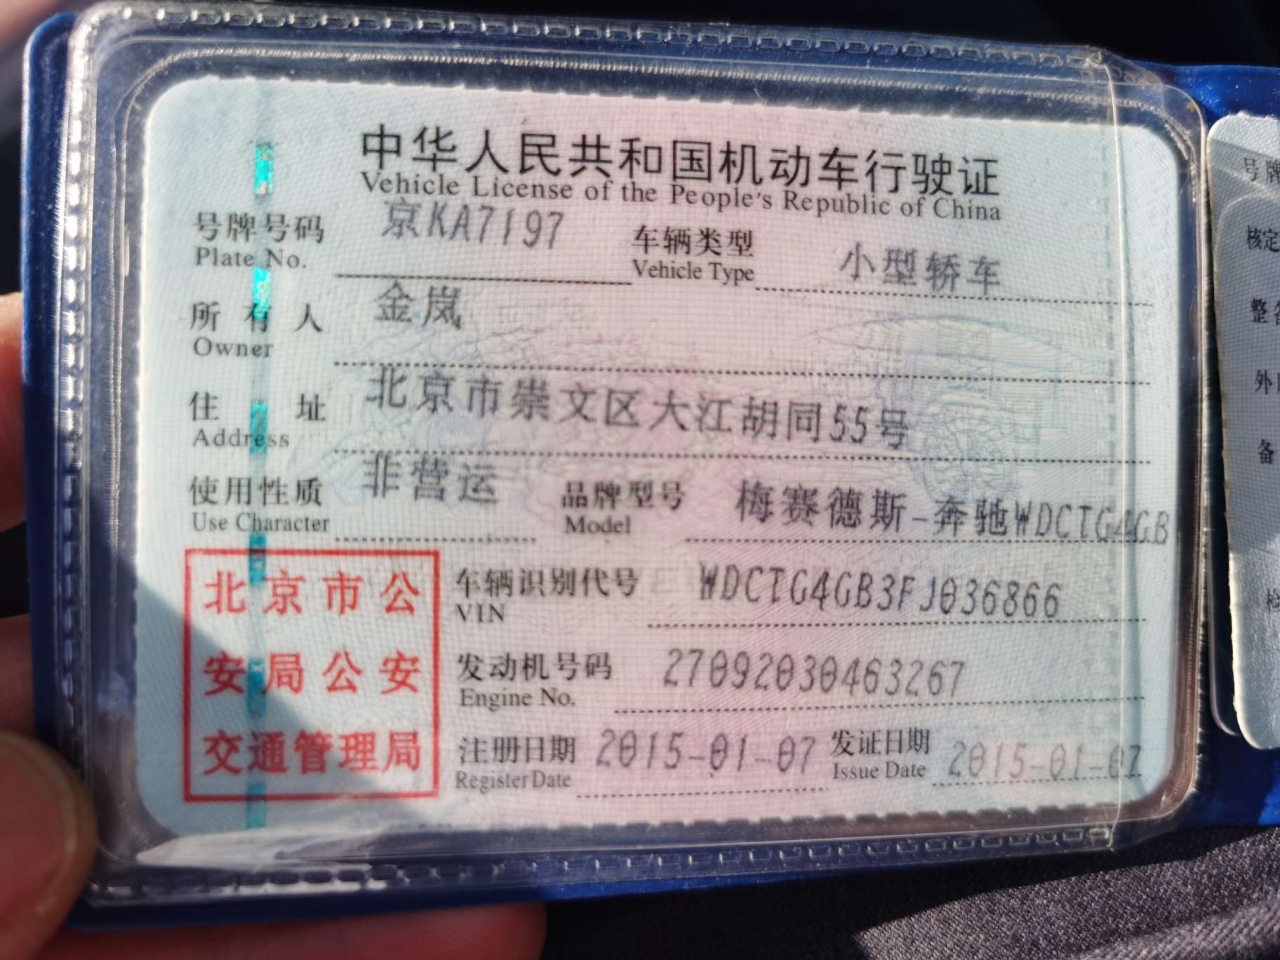 中华人民共和国机动车行驶证
Vehicle License of the People's Republic of China
号牌号码 京KA7197 车辆类型 小型轿车
Plate No. Vehicle Type
所有人 金岚
Owner
住址 北京市崇文区大江胡同55号
Address
使用性质 非营运 品牌型号 梅赛德斯-奔驰WDCTG4GB
Use Character Model
北京市公
安局公安
交通管理局
车辆识别代号 WDCTG4GB3FJ036866
VIN
发动机号码 27092030463267
Engine No.
注册日期 2015-01-07 发证日期 2015-01-07
Register Date Issue Date
号牌
核定
整备
备